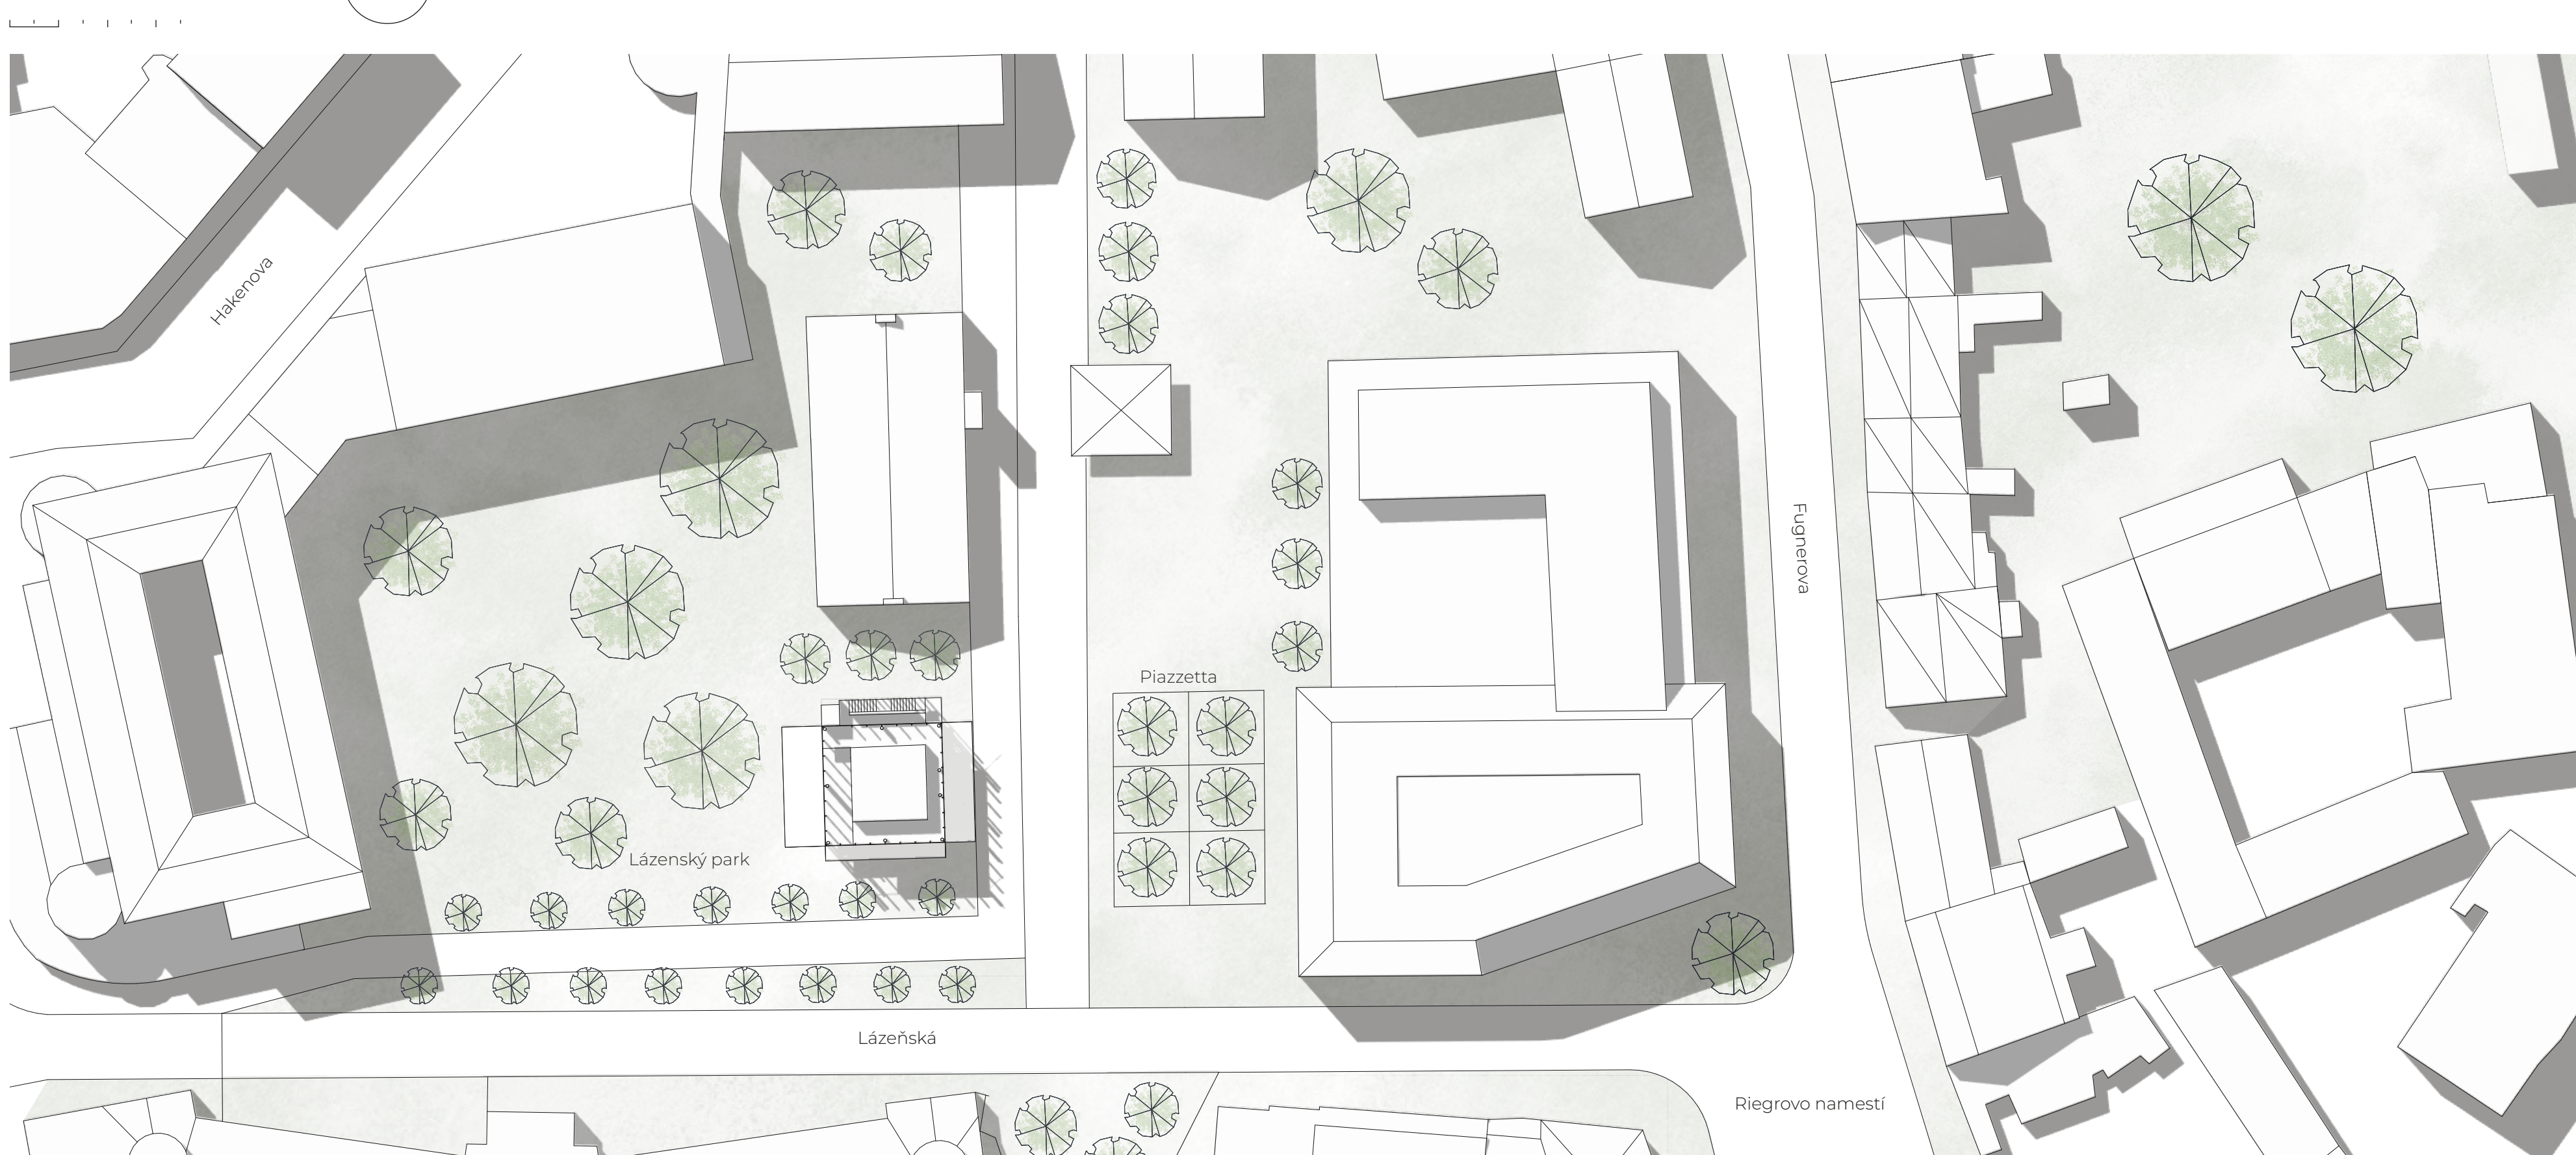 Hakenova
Fugnerova
Piazzetta
Lázenský park
Lázeňská
Riegrovo namestí